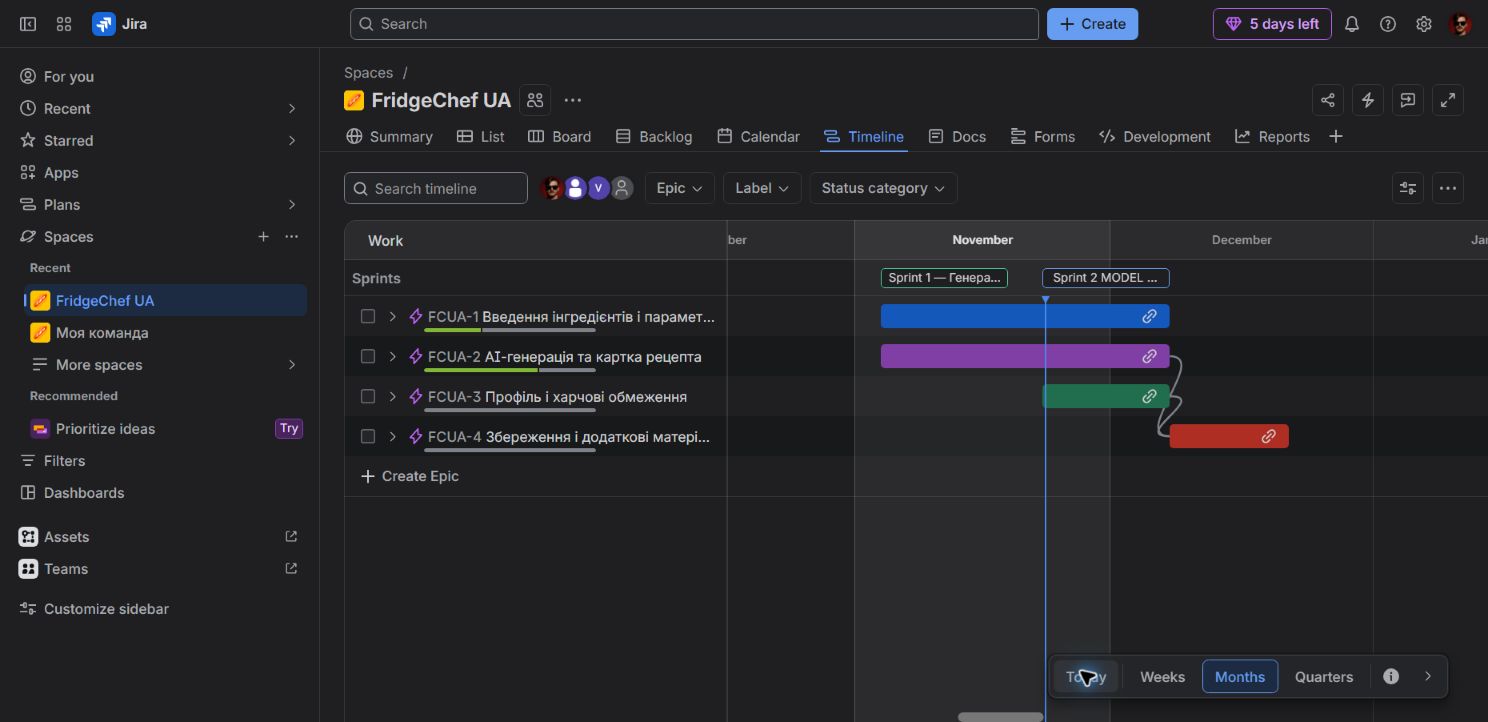 Jira
Search
Create
5 days left
For you
Recent
Starred
Apps
Plans
Spaces
Recent
FridgeChef UA
Моя команда
More spaces
Recommended
Prioritize ideas
Try
Filters
Dashboards
Assets
Teams
Customize sidebar
Spaces /
FridgeChef UA
Summary List Board Backlog Calendar Timeline Docs Forms Development Reports
Search timeline
V
Epic
Label
Status category
Work
ber
November
December
Jan
Sprints
Sprint 1 — Генера...
Sprint 2 MODEL ...
FCUA-1 Введення інгредієнтів і парамет...
FCUA-2 AI-генерація та картка рецепта
FCUA-3 Профіль і харчові обмеження
FCUA-4 Збереження і додаткові матері...
Create Epic
Today
Weeks
Months
Quarters